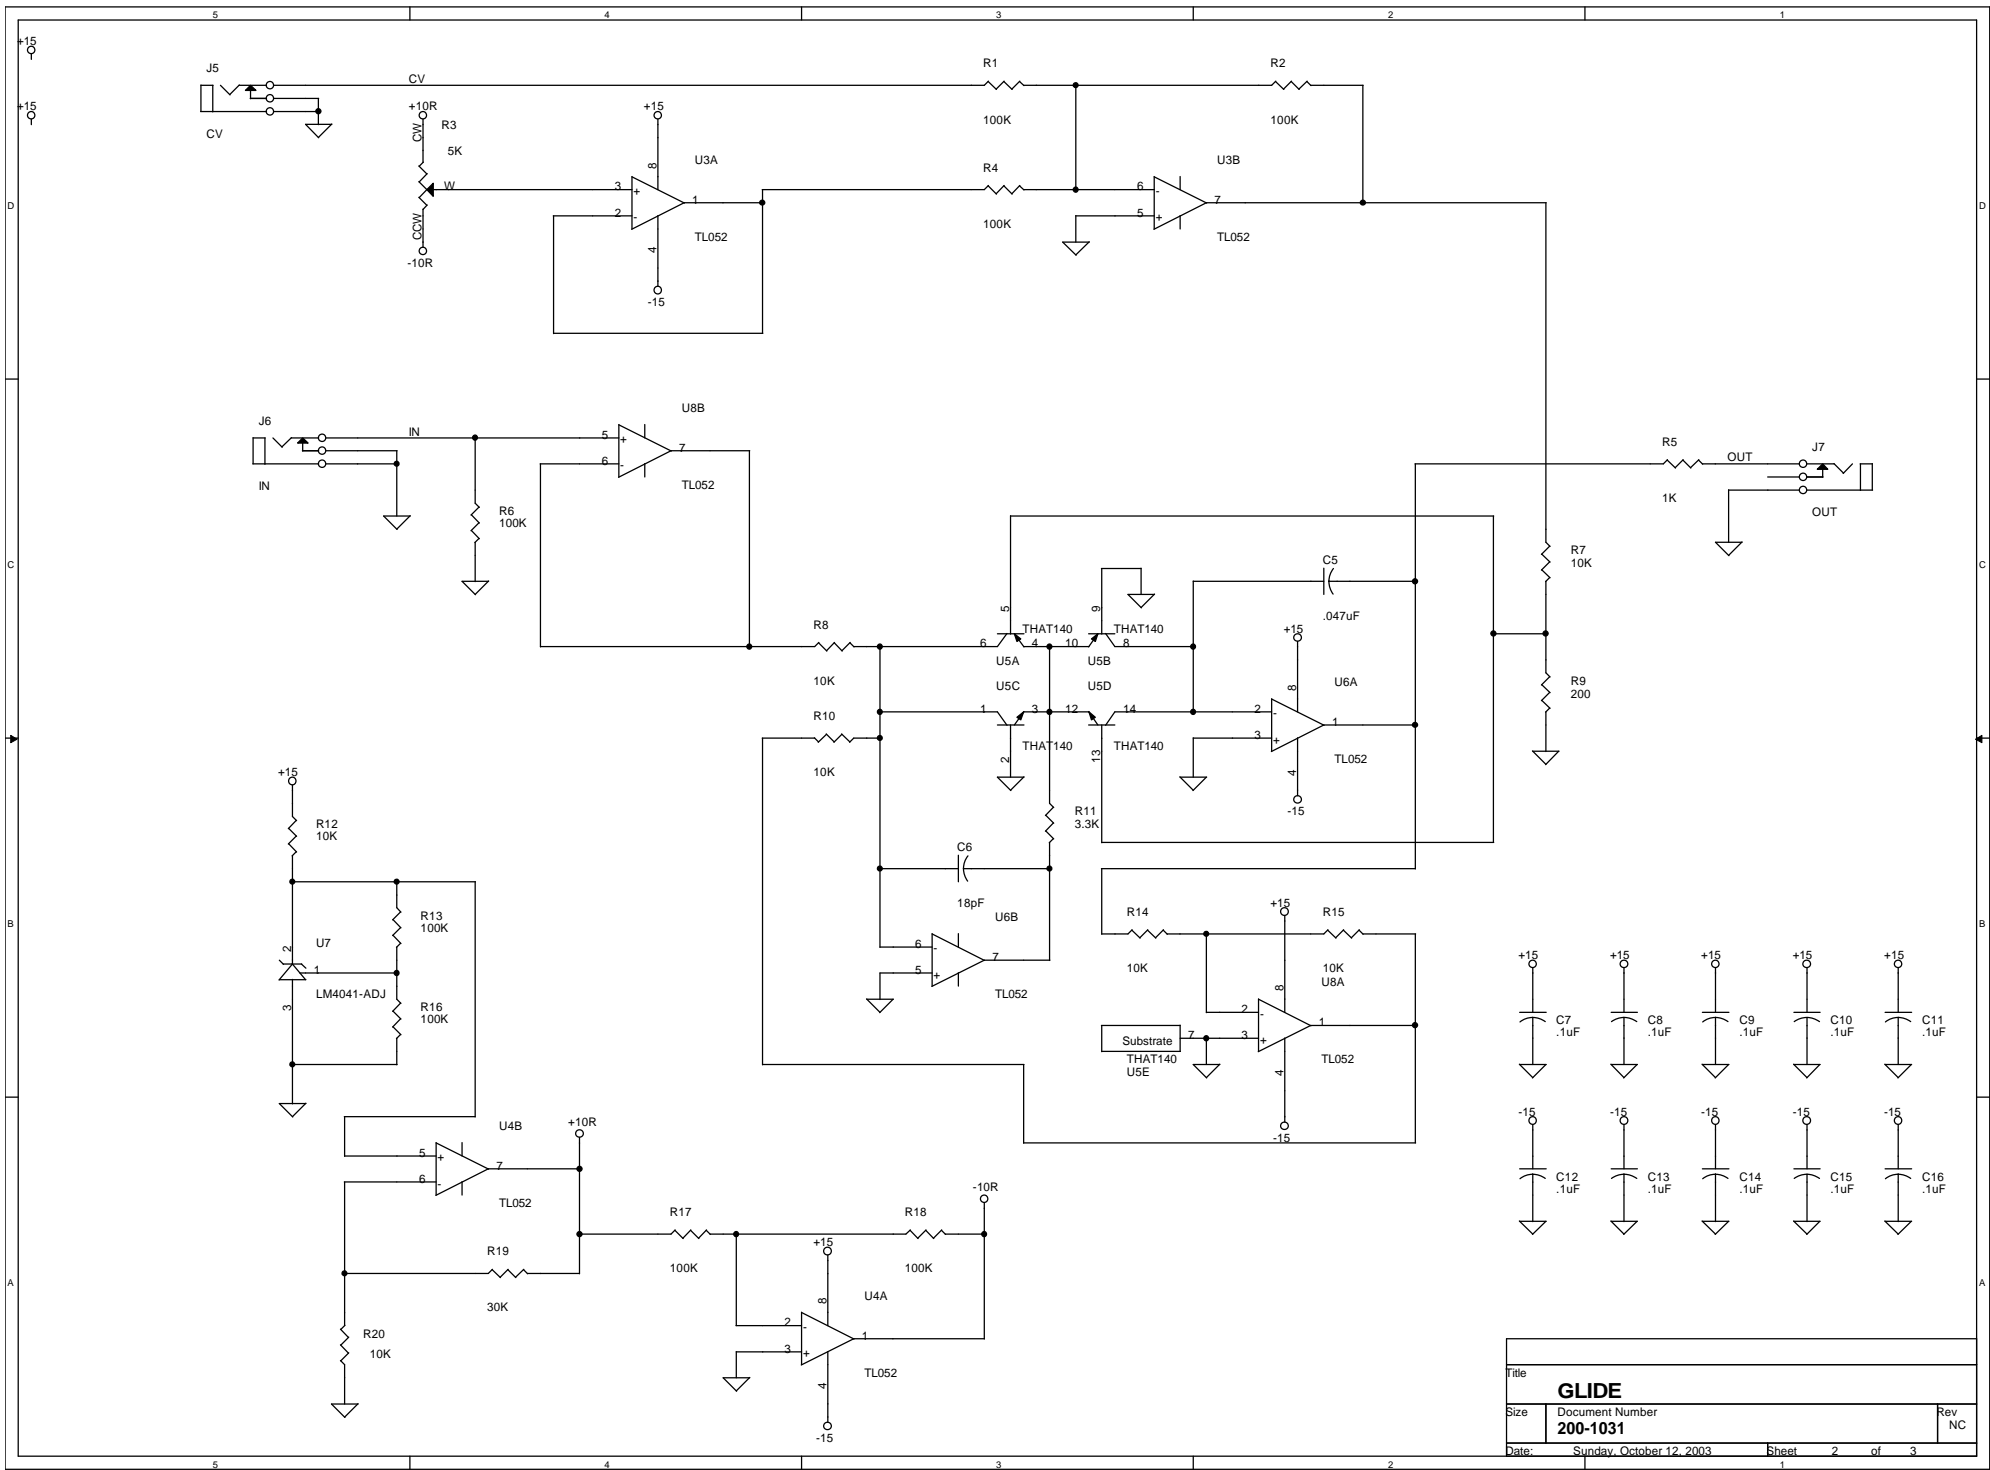 5 4 3 2 1
+15
+15
J5
CV
CV
+10R
CW
R3
5K
W
CCW
-10R
+15
8
U3A
3
+
2
-
1
TL052
4
-15
R1
100K
R2
100K
R4
100K
U3B
6
-
5
+
7
TL052
D D
J6
IN
IN
R6
100K
U8B
5
+
6
-
7
TL052
R5
1K
OUT
J7
OUT
C C
R7
10K
R9
200
R8
10K
R10
10K
5
6
THAT140
4
U5A
9
10
THAT140
8
U5B
U5C
1
3
THAT140
2
U5D
12
14
THAT140
13
C5
.047uF
+15
8
U6A
2
-
3
+
1
TL052
4
-15
R11
3.3K
C6
18pF
U6B
6
-
5
+
7
TL052
+15
R12
10K
R13
100K
U7
2
1
LM4041-ADJ
3
R16
100K
B B
R14
10K
+15
R15
10K
U8A
8
2
-
3
+
1
TL052
4
-15
Substrate
7
THAT140
U5E
+15
C7
.1uF
+15
C8
.1uF
+15
C9
.1uF
+15
C10
.1uF
+15
C11
.1uF
-15
C12
.1uF
-15
C13
.1uF
-15
C14
.1uF
-15
C15
.1uF
-15
C16
.1uF
U4B
+10R
5
+
6
-
7
TL052
R19
30K
R20
10K
R17
100K
R18
100K
-10R
+15
8
U4A
2
-
3
+
1
TL052
4
-15
A A
Title
GLIDE
Size Document Number Rev
200-1031 NC
Date: Sunday, October 12, 2003 Sheet 2 of 3
5 4 3 2 1